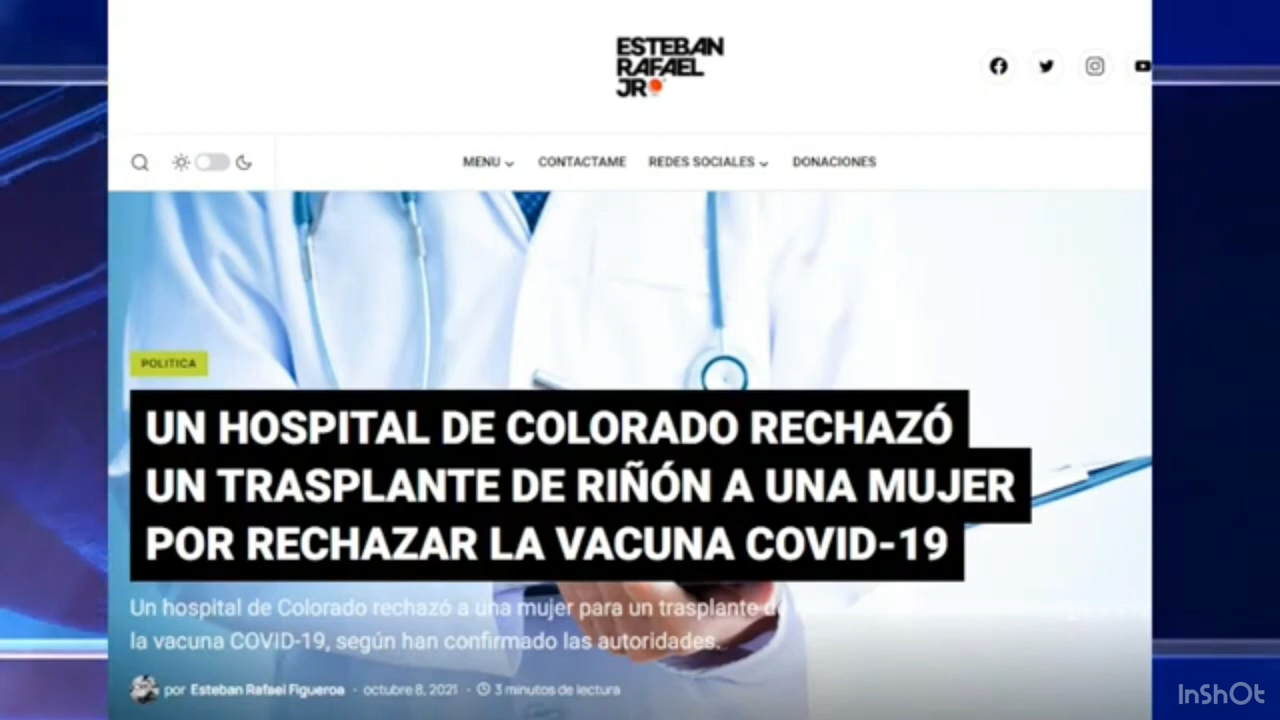 ESTEBAN
RAFAEL
JR
MENU
CONTACTAME
REDES SOCIALES
DONACIONES
POLITICA
UN HOSPITAL DE COLORADO RECHAZÓ
UN TRASPLANTE DE RIÑÓN A UNA MUJER
POR RECHAZAR LA VACUNA COVID-19
Un hospital de Colorado rechazó a una mujer para un trasplante de
la vacuna COVID-19, según han confirmado las autoridades.
por Esteban Rafael Figueroa · octubre 8, 2021 · 3 minutos de lectura
InShOt